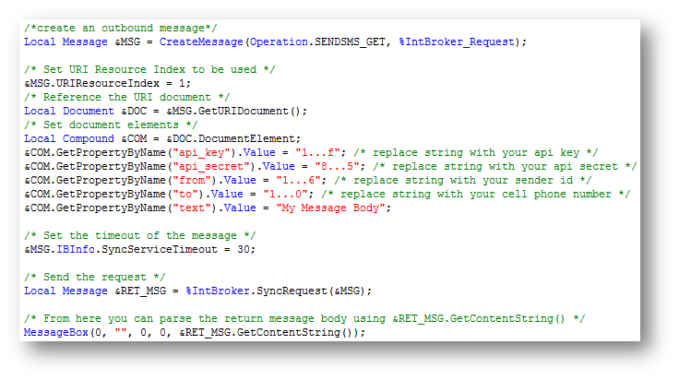 /*create an outbound message*/
Local Message &MSG = CreateMessage(Operation.SENDSMS_GET, %IntBroker_Request);
/* Set URI Resource Index to be used */
&MSG.URIResourceIndex = 1;
/* Reference the URI document */
Local Document &DOC = &MSG.GetURIDocument();
/* Set document elements */
Local Compound &COM = &DOC.DocumentElement;
&COM.GetPropertyByName("api_key").Value = "1...f"; /* replace string with your api key */
&COM.GetPropertyByName("api_secret").Value = "8...5"; /* replace string with your api secret */
&COM.GetPropertyByName("from").Value = "1...6"; /* replace string with your sender id */
&COM.GetPropertyByName("to").Value = "1...0"; /* replace string with your cell phone number */
&COM.GetPropertyByName("text").Value = "My Message Body";
/* Set the timeout of the message */
&MSG.IBInfo.SyncServiceTimeout = 30;
/* Send the request */
Local Message &RET_MSG = %IntBroker.SyncRequest(&MSG);
/* From here you can parse the return message body using &RET_MSG.GetContentString() */
MessageBox(0, "", 0, 0, &RET_MSG.GetContentString());